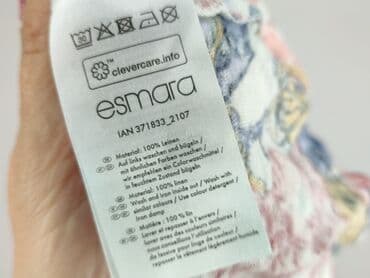 30
clevercare.info
esmara
IAN 371833_2107
Material: 100% Leinen
Auf links waschen und bügeln /
mit ähnlichen Farben waschen /
wir empfehlen ein Colorwaschmittel /
in feuchtem Zustand bügeln
Material: 100% linen
Wash and iron inside out / Wash with
similar colours / Use colour detergent /
Iron damp
Matière : 100 % lin
Laver et repasser à l'envers /
laver avec des couleurs similaires /
nous conseillons l'utilisation
de lessive pour linge de couleur /
repasser le vêtement légèrement humide